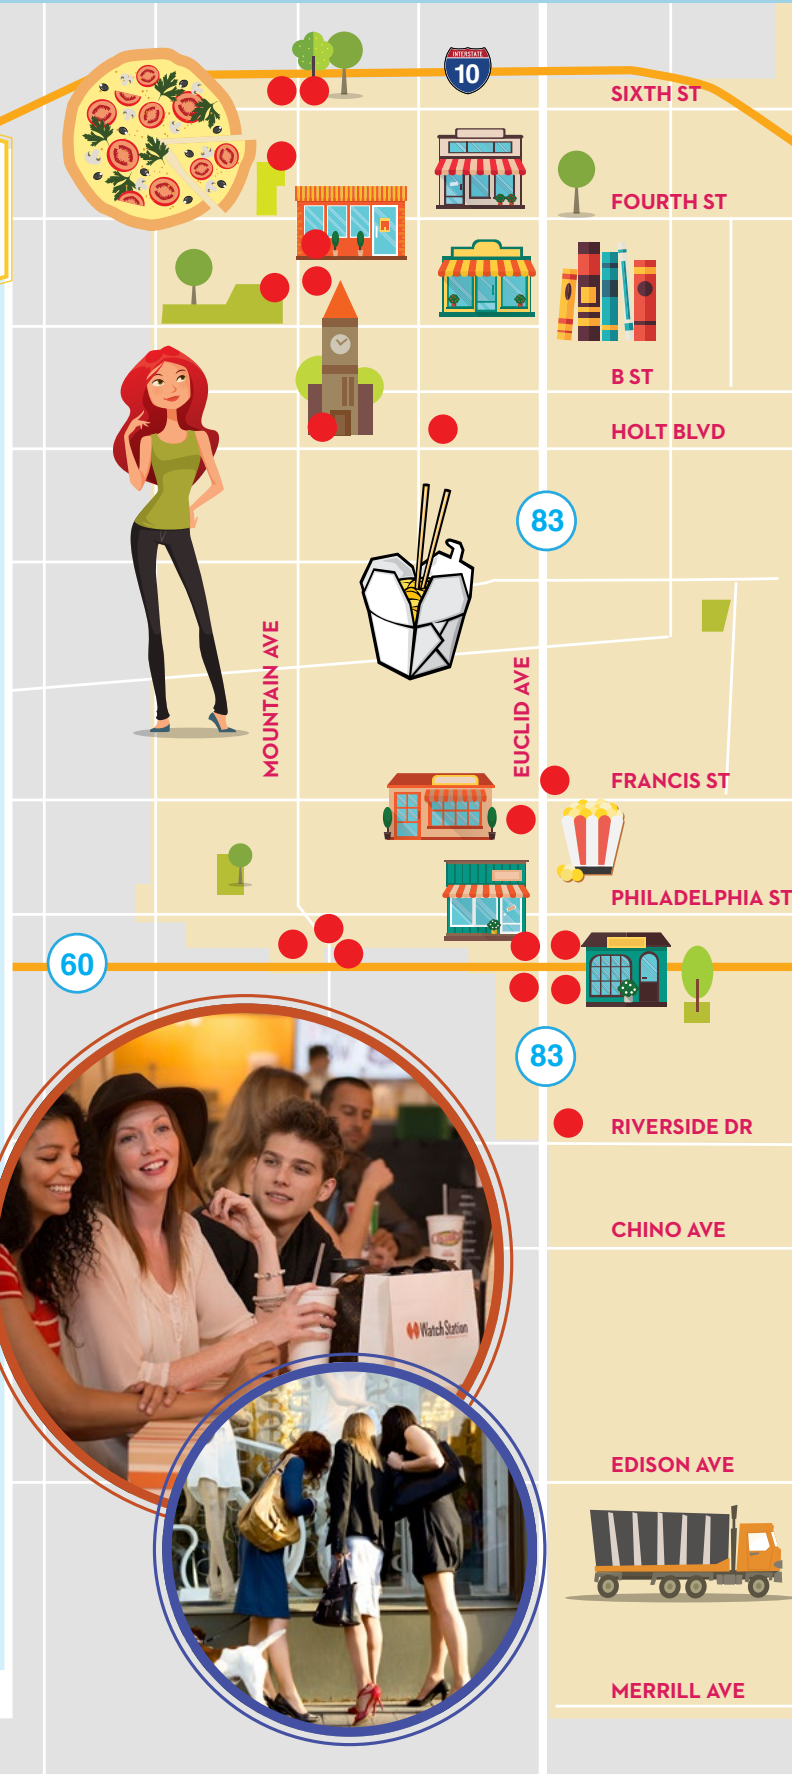 INTERSTATE
10
SIXTH ST
FOURTH ST
B ST
HOLT BLVD
83
MOUNTAIN AVE
EUCLID AVE
FRANCIS ST
PHILADELPHIA ST
60
83
RIVERSIDE DR
CHINO AVE
Watch Station
EDISON AVE
MERRILL AVE